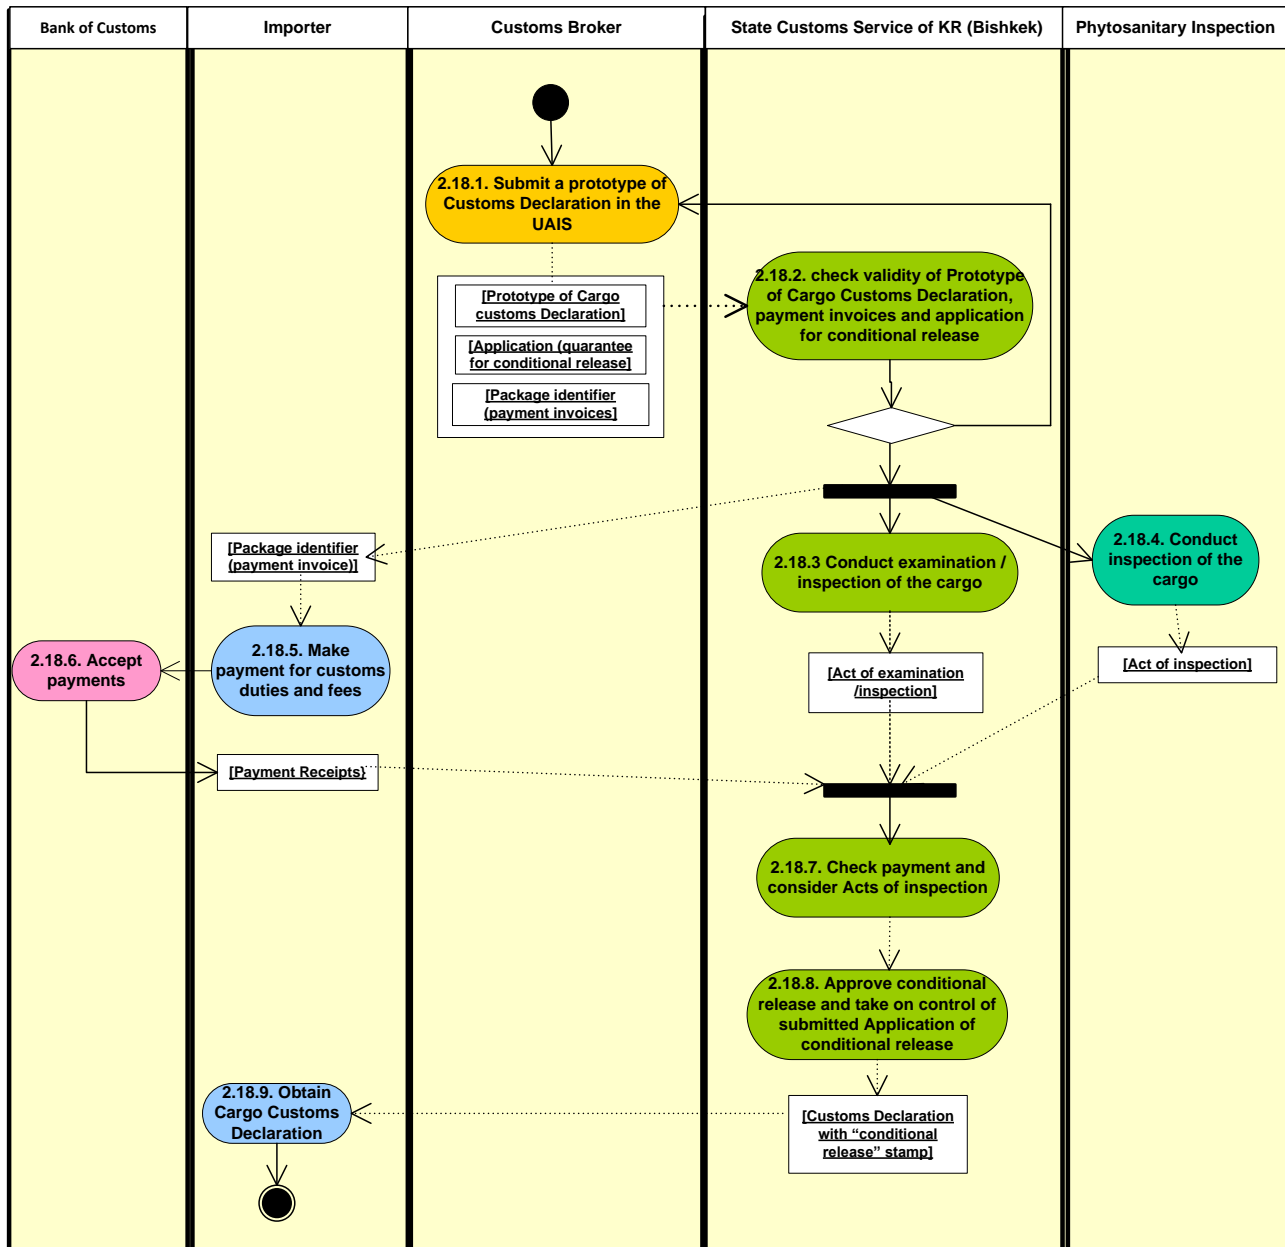 Bank of Customs
Importer
Customs Broker
State Customs Service of KR (Bishkek)
Phytosanitary Inspection
2.18.1. Submit a prototype of
Customs Declaration in the
UAIS
[Prototype of Cargo
customs Declaration]
[Application (quarantee
for conditional release]
[Package identifier
(payment invoices]
2.18.2. check validity of Prototype
of Cargo Customs Declaration,
payment invoices and application
for conditional release
[Package identifier
(payment invoice)]
2.18.3 Conduct examination /
inspection of the cargo
2.18.4. Conduct
inspection of the
cargo
2.18.6. Accept
payments
2.18.5. Make
payment for customs
duties and fees
[Act of examination
/inspection]
[Act of inspection]
[Payment Receipts}
2.18.7. Check payment and
consider Acts of inspection
2.18.8. Approve conditional
release and take on control of
submitted Application of
conditional release
2.18.9. Obtain
Cargo Customs
Declaration
[Customs Declaration
with “conditional
release” stamp]